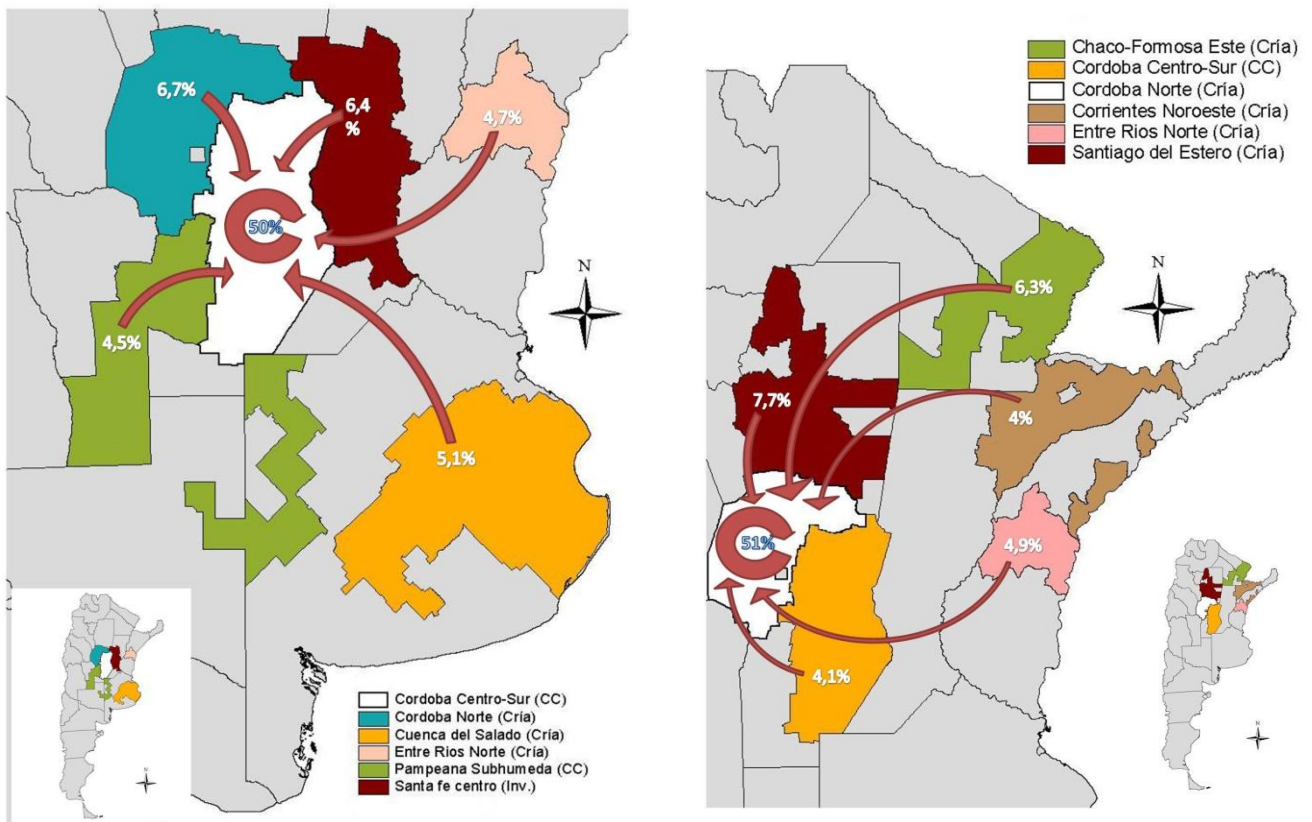 6,7%
6,4
%
4,7%
50%
4,5%
5,1%
N
Cordoba Centro-Sur (CC)
Cordoba Norte (Cría)
Cuenca del Salado (Cría)
Entre Rios Norte (Cría)
Pampeana Subhumeda (CC)
Santa fe centro (Inv.)
N
Chaco-Formosa Este (Cría)
Cordoba Centro-Sur (CC)
Cordoba Norte (Cría)
Corrientes Noroeste (Cría)
Entre Rios Norte (Cría)
Santiago del Estero (Cría)
N
6,3%
7,7%
4%
51%
4,9%
4,1%
N